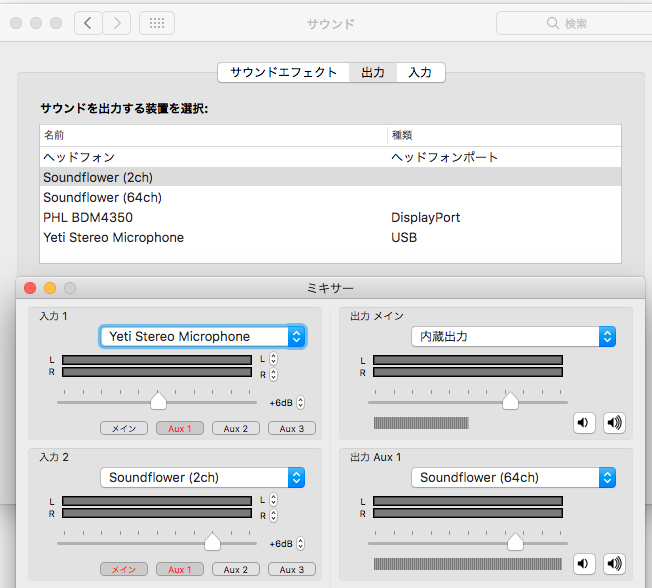 サウンド
検索
サウンドエフェクト 出力 入力
サウンドを出力する装置を選択:
名前 種類
ヘッドフォン ヘッドフォンポート
Soundflower (2ch)
Soundflower (64ch)
PHL BDM4350 DisplayPort
Yeti Stereo Microphone USB
ミキサー
入力 1
Yeti Stereo Microphone
L L
R R
+6dB
メイン Aux 1 Aux 2 Aux 3
出力 メイン
内蔵出力
L
R
入力 2
Soundflower (2ch)
L L
R R
+6dB
メイン Aux 1 Aux 2 Aux 3
出力 Aux 1
Soundflower (64ch)
L
R